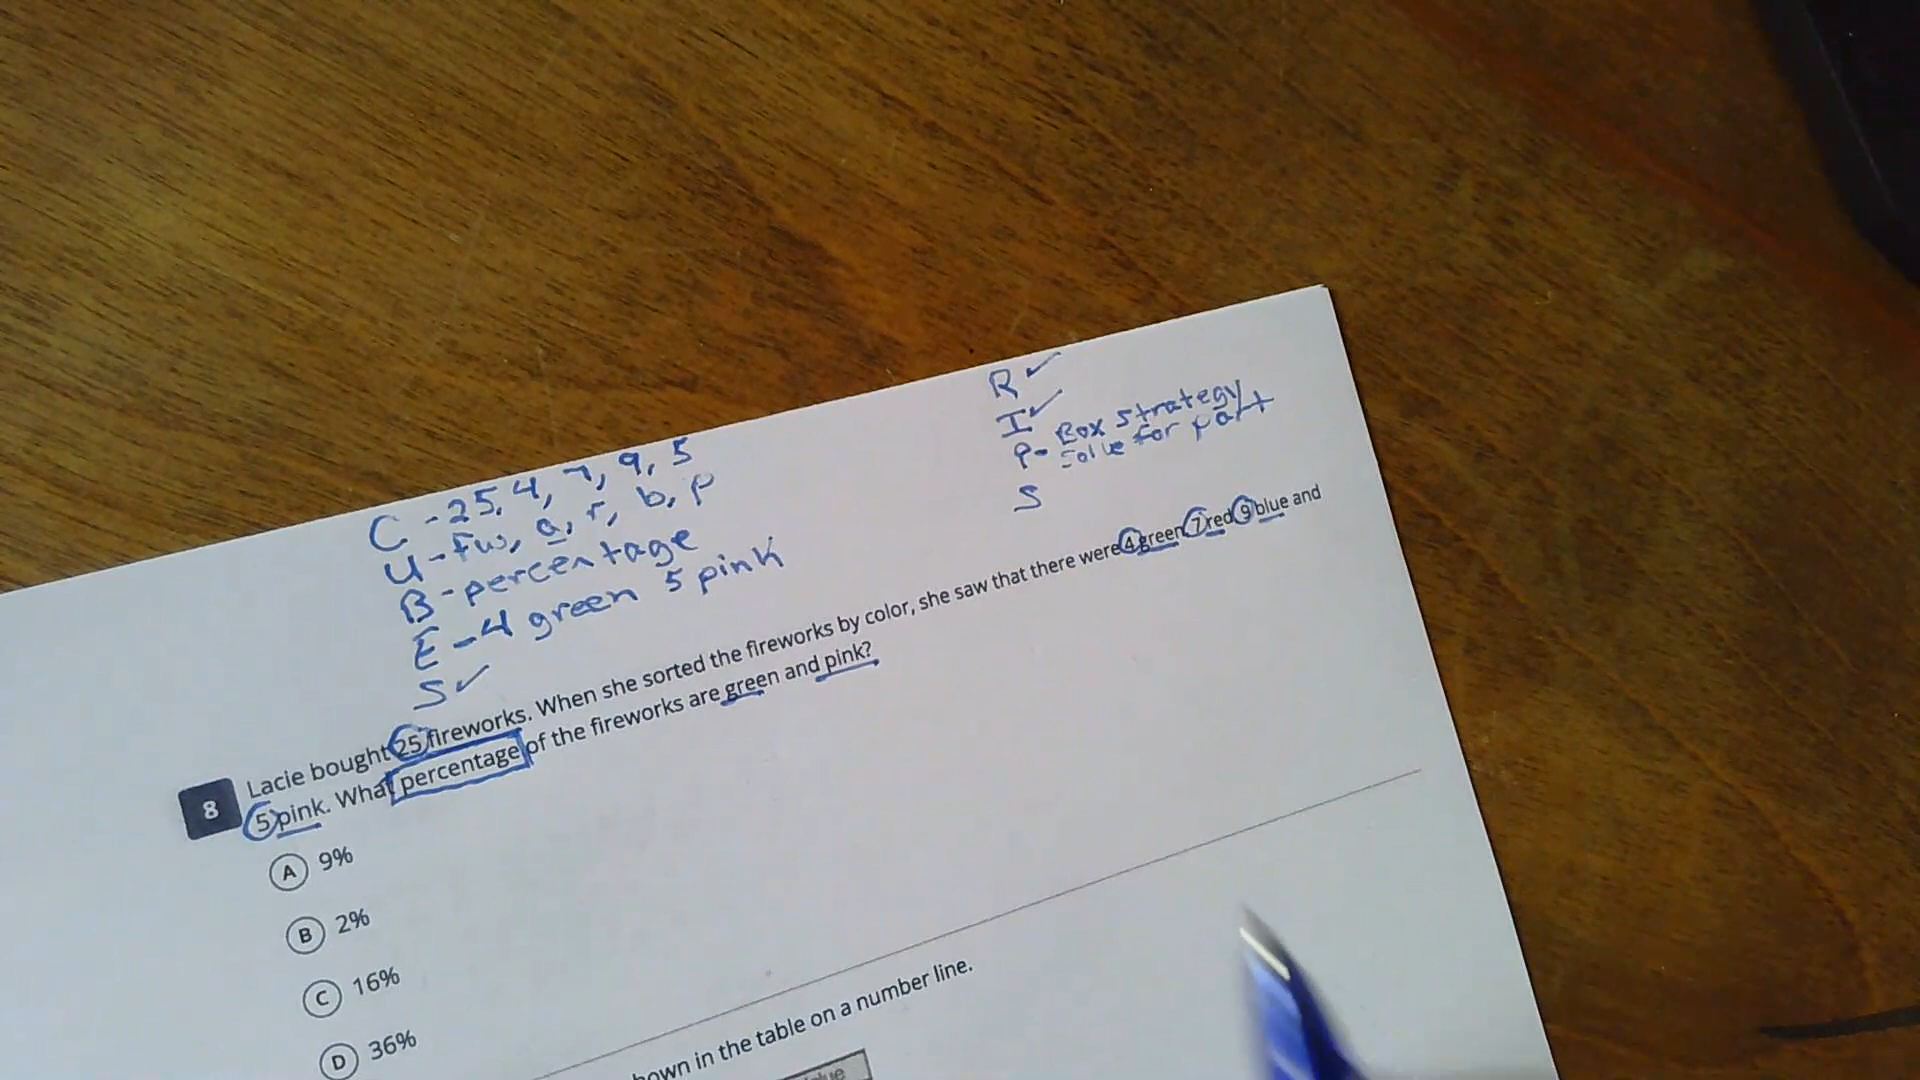 C - 25, 4, 7, 9, 5
U - fws, g, r, b, p
B - percentage
E - 4 green 5 pink
S ✓
R ✓
I ✓
P - Box strategy
solve for part
S
8 Lacie bought 25 fireworks. When she sorted the fireworks by color, she saw that there were 4 green, 7 red, 9 blue and
5 pink. What percentage of the fireworks are green and pink?
A 9%
B 2%
C 16%
D 36%
hown in the table on a number line.